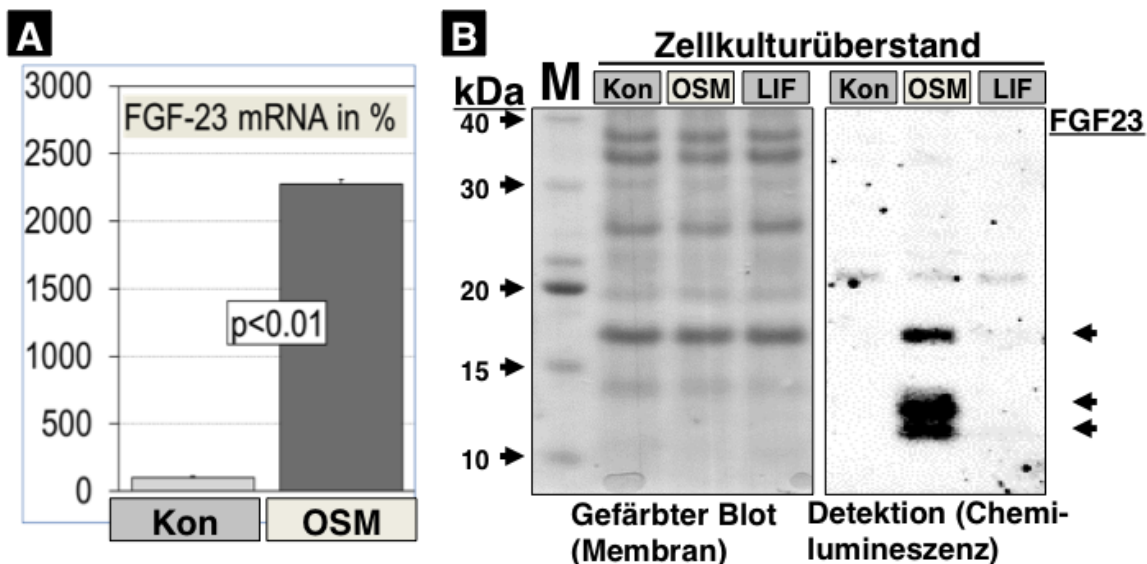 A
3000
FGF-23 mRNA in %
2500
2000
1500
p<0.01
1000
500
0
Kon OSM
B
Zellkulturüberstand
kDa M Kon OSM LIF Kon OSM LIF
40 FGF23
30
20
15
10
Gefärbter Blot
(Membran)
Detektion (Chemi-
lumineszenz)